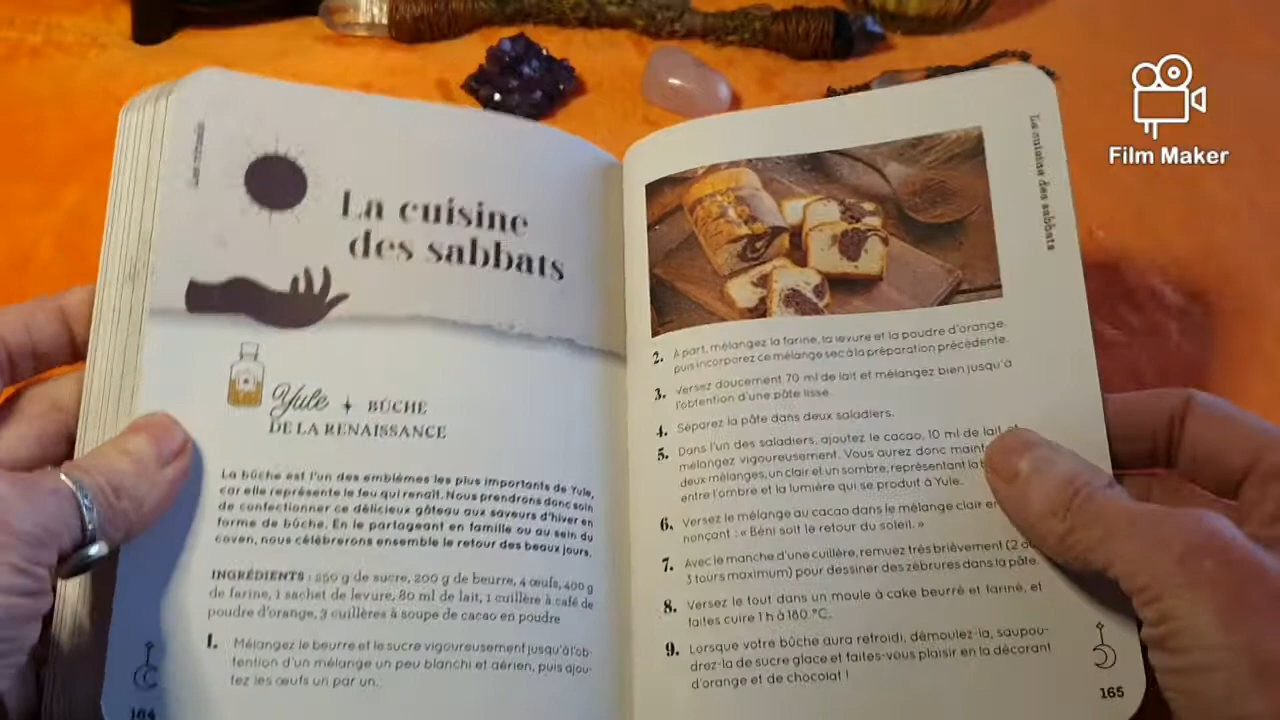 La cuisine
des sabbats
Yule + BÛCHE
DE LA RENAISSANCE
La bûche est l'un des emblèmes les plus importants de Yule,
car elle représente le feu qui renaît. Nous prendrons donc soin
de confectionner ce délicieux gâteau aux saveurs d'hiver en
forme de bûche. En le partageant en famille ou au sein du
coven, nous célèbrerons ensemble le retour des beaux jours.
INGRÉDIENTS : 250 g de sucre, 200 g de beurre, 4 œufs, 400 g
de farine, 1 sachet de levure, 80 ml de lait, 1 cuillère à café de
poudre d'orange, 3 cuillères à soupe de cacao en poudre
1. Mélangez le beurre et le sucre vigoureusement jusqu'à l'ob-
tention d'un mélange un peu blanchi et aérien, puis ajou-
tez les œufs un par un.
164
La cuisine des sabbats
2. À part, mélangez la farine, la levure et la poudre d'orange,
puis incorporez ce mélange sec à la préparation précédente.
3. Versez doucement 70 ml de lait et mélangez bien jusqu'à
l'obtention d'une pâte lisse.
4. Séparez la pâte dans deux saladiers.
5. Dans l'un des saladiers, ajoutez le cacao, 10 ml de lait et
mélangez vigoureusement. Vous aurez donc maint
deux mélanges, un clair et un sombre, représentant la b
entre l'ombre et la lumière qui se produit à Yule.
6. Versez le mélange au cacao dans le mélange clair en
nonçant : « Béni soit le retour du soleil. »
7. Avec le manche d'une cuillère, remuez très brièvement (2 ou
3 tours maximum) pour dessiner des zébrures dans la pâte.
8. Versez le tout dans un moule à cake beurré et fariné, et
faites cuire 1 h à 180 °C.
9. Lorsque votre bûche aura refroidi, démoulez-la, saupou-
drez-la de sucre glace et faites-vous plaisir en la décorant
d'orange et de chocolat !
165
Film Maker